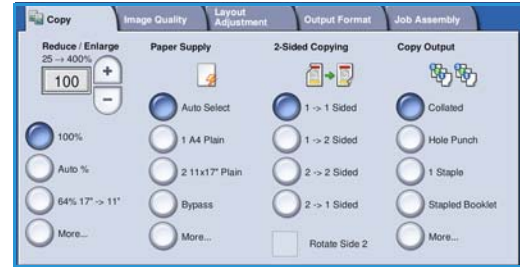 Copy
Image Quality
Layout
Adjustment
Output Format
Job Assembly
Reduce / Enlarge
25 → 400%
100
+
−
100%
Auto %
64% 17" -> 11"
More...
Paper Supply
Auto Select
1 A4 Plain
2 11x17" Plain
Bypass
More...
2-Sided Copying
1 -> 1 Sided
1 -> 2 Sided
2 -> 2 Sided
2 -> 1 Sided
Rotate Side 2
Copy Output
Collated
Hole Punch
1 Staple
Stapled Booklet
More...